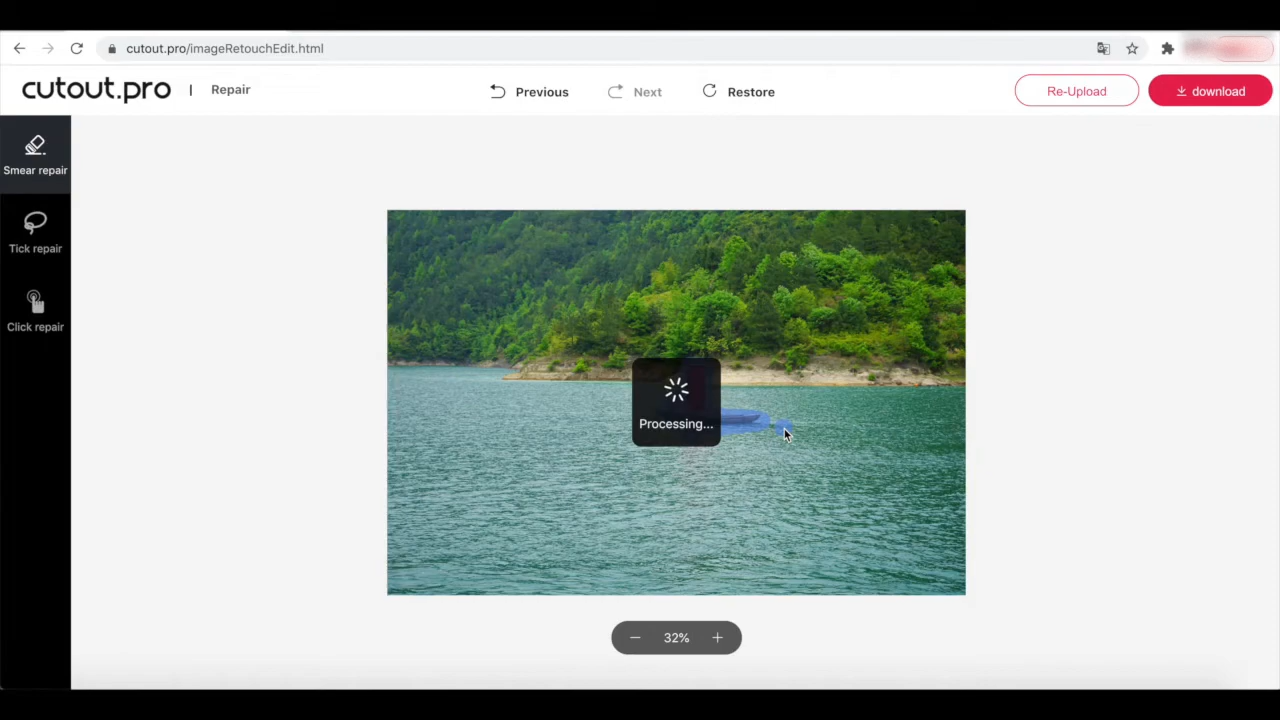 cutout.pro/imageRetouchEdit.html
cutout.pro | Repair
Previous
Next
Restore
Re-Upload
download
Smear repair
Tick repair
Click repair
Processing...
32%